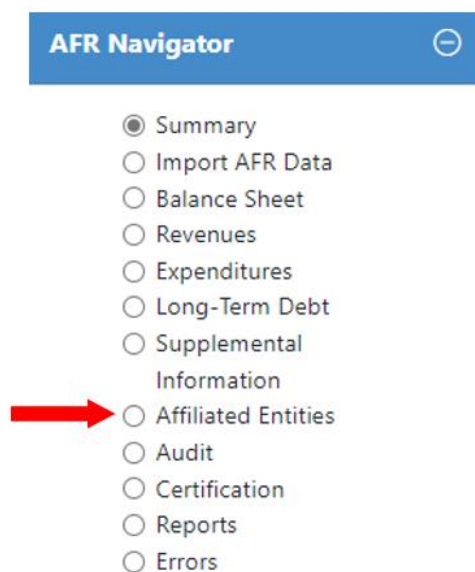 AFR Navigator
Summary
Import AFR Data
Balance Sheet
Revenues
Expenditures
Long-Term Debt
Supplemental
Information
Affiliated Entities
Audit
Certification
Reports
Errors